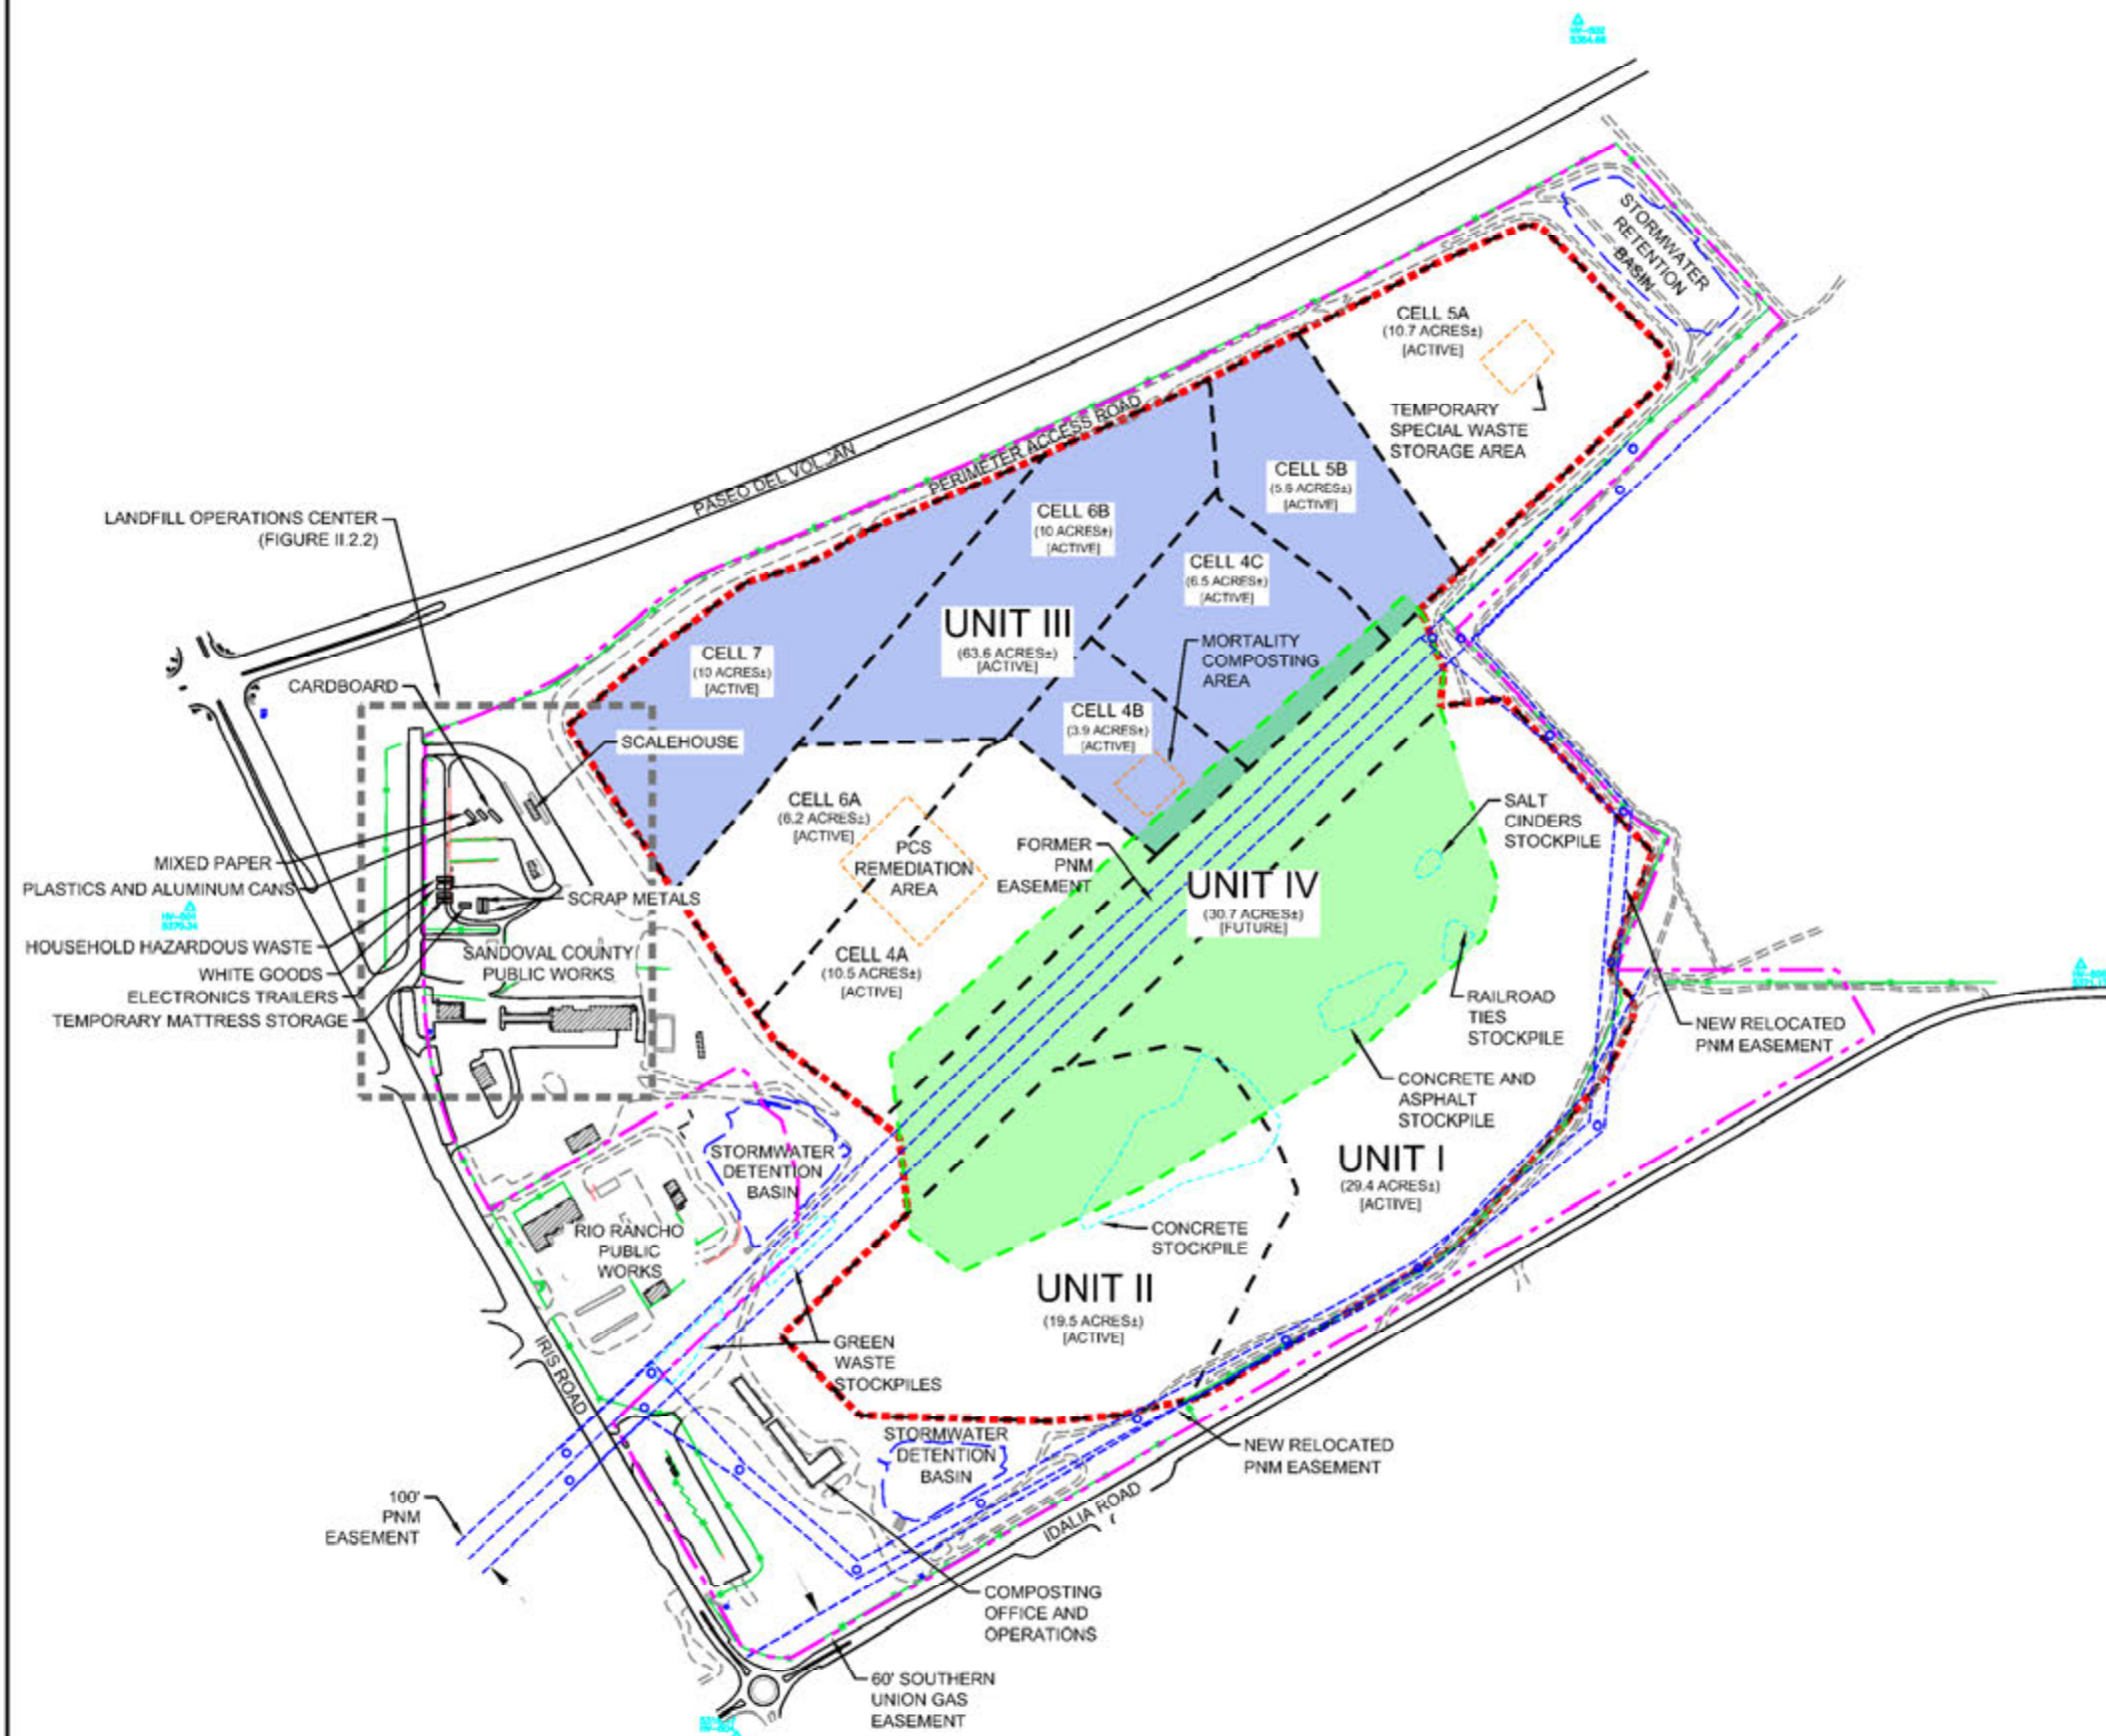 STORMWATER
RETENTION
BASIN
CELL 5A
(10.7 ACRES±)
[ACTIVE]
TEMPORARY
SPECIAL WASTE
STORAGE AREA
PERIMETER ACCESS ROAD
PASEO DEL VOLCAN
CELL 5B
(5.6 ACRES±)
[ACTIVE]
CELL 6B
(10 ACRES±)
[ACTIVE]
LANDFILL OPERATIONS CENTER
(FIGURE II.2.2)
CELL 4C
(6.5 ACRES±)
[ACTIVE]
UNIT III
(63.6 ACRES±)
[ACTIVE]
MORTALITY
COMPOSTING
AREA
CELL 7
(10 ACRES±)
[ACTIVE]
CARDBOARD
CELL 4B
(3.9 ACRES±)
[ACTIVE]
SCALEHOUSE
CELL 6A
(6.2 ACRES±)
[ACTIVE]
SALT
CINDERS
STOCKPILE
PCS
REMEDIATION
AREA
FORMER
PNM
EASEMENT
MIXED PAPER
PLASTICS AND ALUMINUM CANS
SCRAP METALS
UNIT IV
(30.7 ACRES±)
[FUTURE]
HOUSEHOLD HAZARDOUS WASTE
WHITE GOODS
ELECTRONICS TRAILERS
TEMPORARY MATTRESS STORAGE
SANDOVAL COUNTY
PUBLIC WORKS
CELL 4A
(10.5 ACRES±)
[ACTIVE]
RAILROAD
TIES
STOCKPILE
NEW RELOCATED
PNM EASEMENT
CONCRETE AND
ASPHALT
STOCKPILE
STORMWATER
DETENTION
BASIN
UNIT I
(29.4 ACRES±)
[ACTIVE]
RIO RANCHO
PUBLIC
WORKS
CONCRETE
STOCKPILE
UNIT II
(19.5 ACRES±)
[ACTIVE]
GREEN
WASTE
STOCKPILES
IRIS ROAD
STORMWATER
DETENTION
BASIN
NEW RELOCATED
PNM EASEMENT
100'
PNM
EASEMENT
IDALIA ROAD
COMPOSTING
OFFICE AND
OPERATIONS
60' SOUTHERN
UNION GAS
EASEMENT